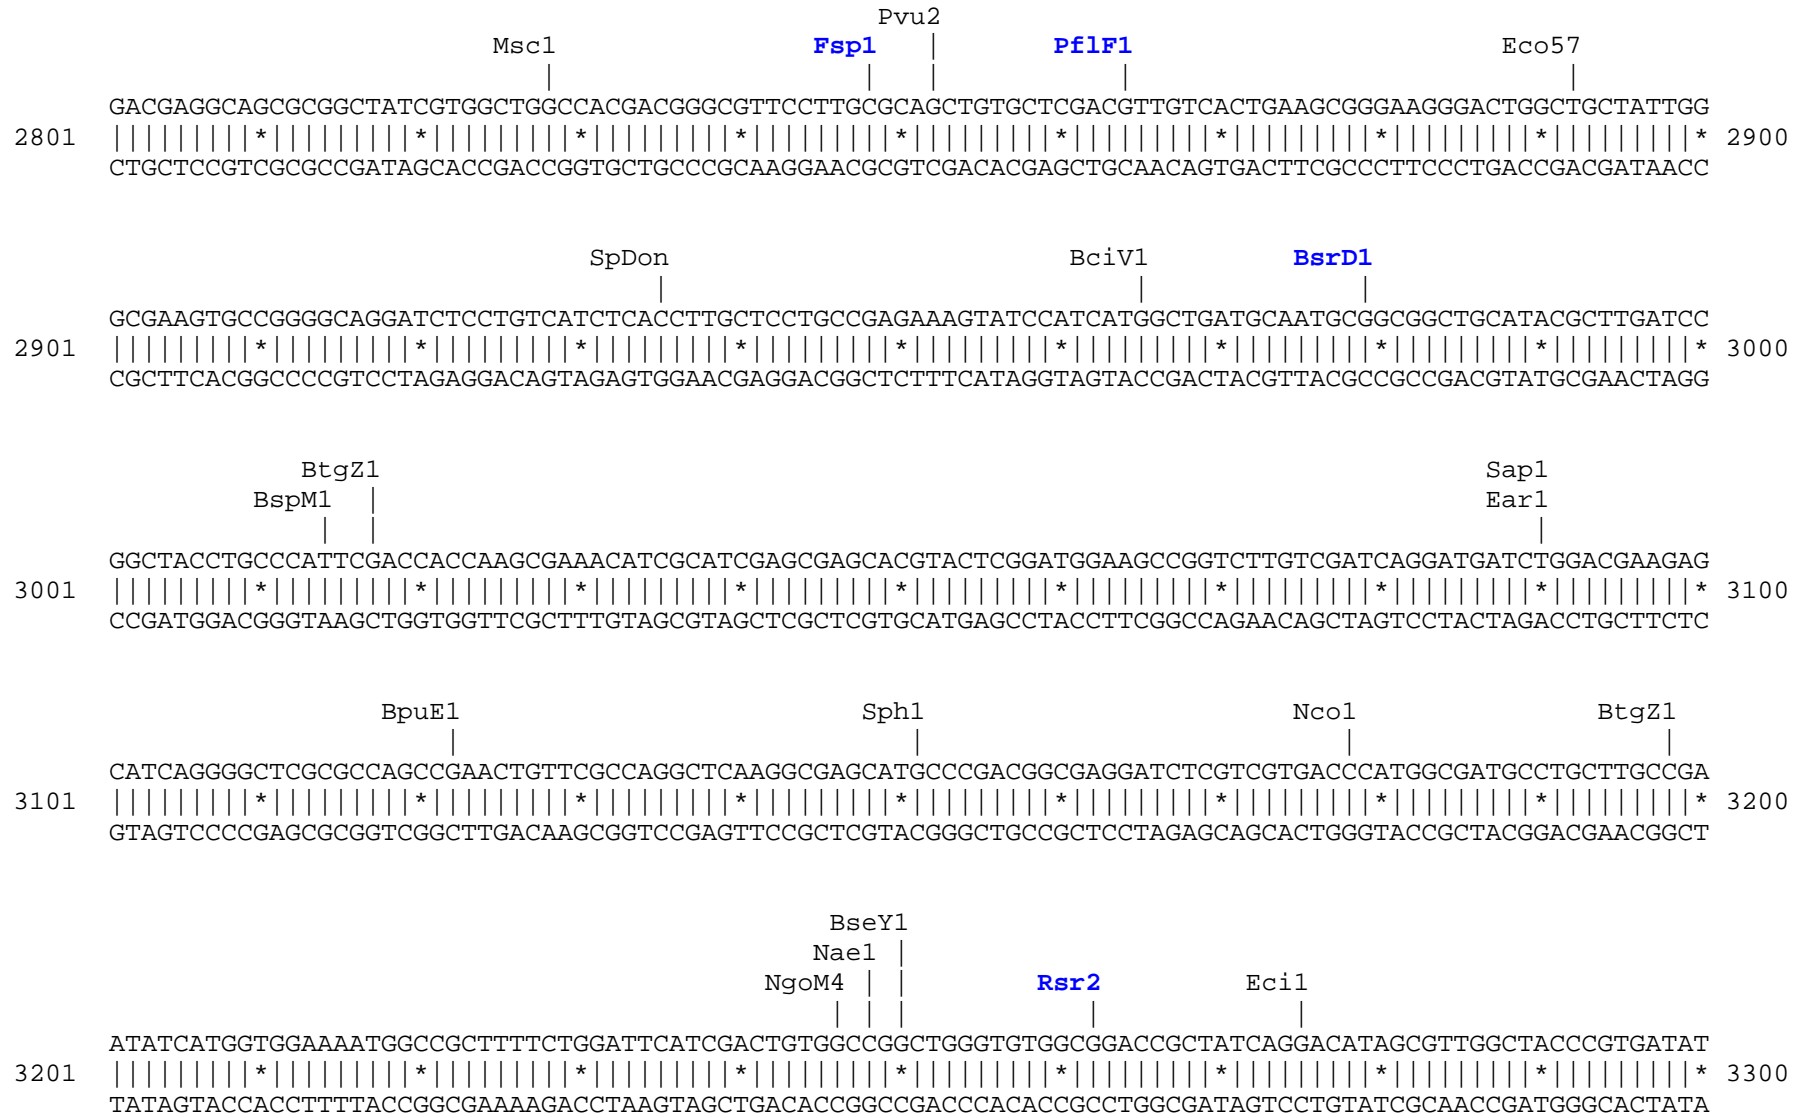 Pvu2
Msc1 Fsp1 | PflF1 Eco57
| | | | |
GACGAGGCAGCGCGGCTATCGTGGCTGGCCACGACGGGCGTTCCTTGCGCAGCTGTGCTCGACGTTGTCACTGAAGCGGGAAGGGACTGGCTGCTATTGG
2801 |||||||||*|||||||||*|||||||||*|||||||||*|||||||||*|||||||||*|||||||||*|||||||||*|||||||||*|||||||||* 2900
CTGCTCCGTCGCGCCGATAGCACCGACCGGTGCTGCCCGCAAGGAACGCGTCGACACGAGCTGCAACAGTGACTTCGCCCTTCCCTGACCGACGATAACC
SpDon BciV1 BsrD1
| | |
GCGAAGTGCCGGGGCAGGATCTCCTGTCATCTCACCTTGCTCCTGCCGAGAAAGTATCCATCATGGCTGATGCAATGCGGCGGCTGCATACGCTTGATCC
2901 |||||||||*|||||||||*|||||||||*|||||||||*|||||||||*|||||||||*|||||||||*|||||||||*|||||||||*|||||||||* 3000
CGCTTCACGGCCCCGTCCTAGAGGACAGTAGAGTGGAACGAGGACGGCTCTTTCATAGGTAGTACCGACTACGTTACGCCGCCGACGTATGCGAACTAGG
BtgZ1 Sap1
BspM1 | Ear1
| | |
GGCTACCTGCCCATTCGACCACCAAGCGAAACATCGCATCGAGCGAGCACGTACTCGGATGGAAGCCGGTCTTGTCGATCAGGATGATCTGGACGAAGAG
3001 |||||||||*|||||||||*|||||||||*|||||||||*|||||||||*|||||||||*|||||||||*|||||||||*|||||||||*|||||||||* 3100
CCGATGGACGGGTAAGCTGGTGGTTCGCTTTGTAGCGTAGCTCGCTCGTGCATGAGCCTACCTTCGGCCAGAACAGCTAGTCCTACTAGACCTGCTTCTC
BpuE1 Sph1 Nco1 BtgZ1
| | | |
CATCAGGGGCTCGCGCCAGCCGAACTGTTCGCCAGGCTCAAGGCGAGCATGCCCGACGGCGAGGATCTCGTCGTGACCCATGGCGATGCCTGCTTGCCGA
3101 |||||||||*|||||||||*|||||||||*|||||||||*|||||||||*|||||||||*|||||||||*|||||||||*|||||||||*|||||||||* 3200
GTAGTCCCCGAGCGCGGTCGGCTTGACAAGCGGTCCGAGTTCCGCTCGTACGGGCTGCCGCTCCTAGAGCAGCACTGGGTACCGCTACGGACGAACGGCT
BseY1
Nae1 |
NgoM4 | | Rsr2 Eci1
| | | | |
ATATCATGGTGGAAAATGGCCGCTTTTCTGGATTCATCGACTGTGGCCGGCTGGGTGTGGCGGACCGCTATCAGGACATAGCGTTGGCTACCCGTGATAT
3201 |||||||||*|||||||||*|||||||||*|||||||||*|||||||||*|||||||||*|||||||||*|||||||||*|||||||||*|||||||||* 3300
TATAGTACCACCTTTTACCGGCGAAAAGACCTAAGTAGCTGACACCGGCCGACCCACACCGCCTGGCGATAGTCCTGTATCGCAACCGATGGGCACTATA